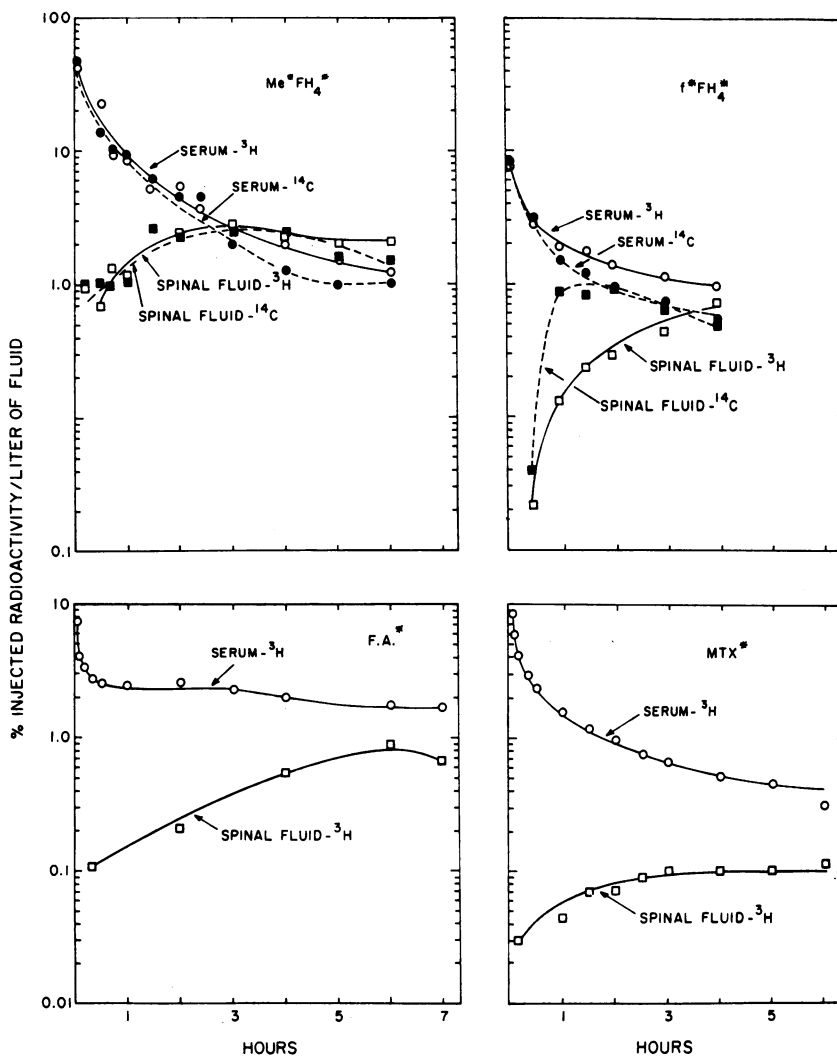 % INJECTED RADIOACTIVITY/LITER OF FLUID
100
10
1.0
0.1
Me*FH4*
SERUM-³H
SERUM-¹⁴C
SPINAL FLUID-³H
SPINAL FLUID-¹⁴C
f*FH4*
SERUM-³H
SERUM-¹⁴C
SPINAL FLUID-³H
SPINAL FLUID-¹⁴C
10
1.0
0.1
0.01
F.A.*
SERUM-³H
SPINAL FLUID-³H
1 3 5 7
HOURS
MTX*
SERUM-³H
SPINAL FLUID-³H
1 3 5
HOURS